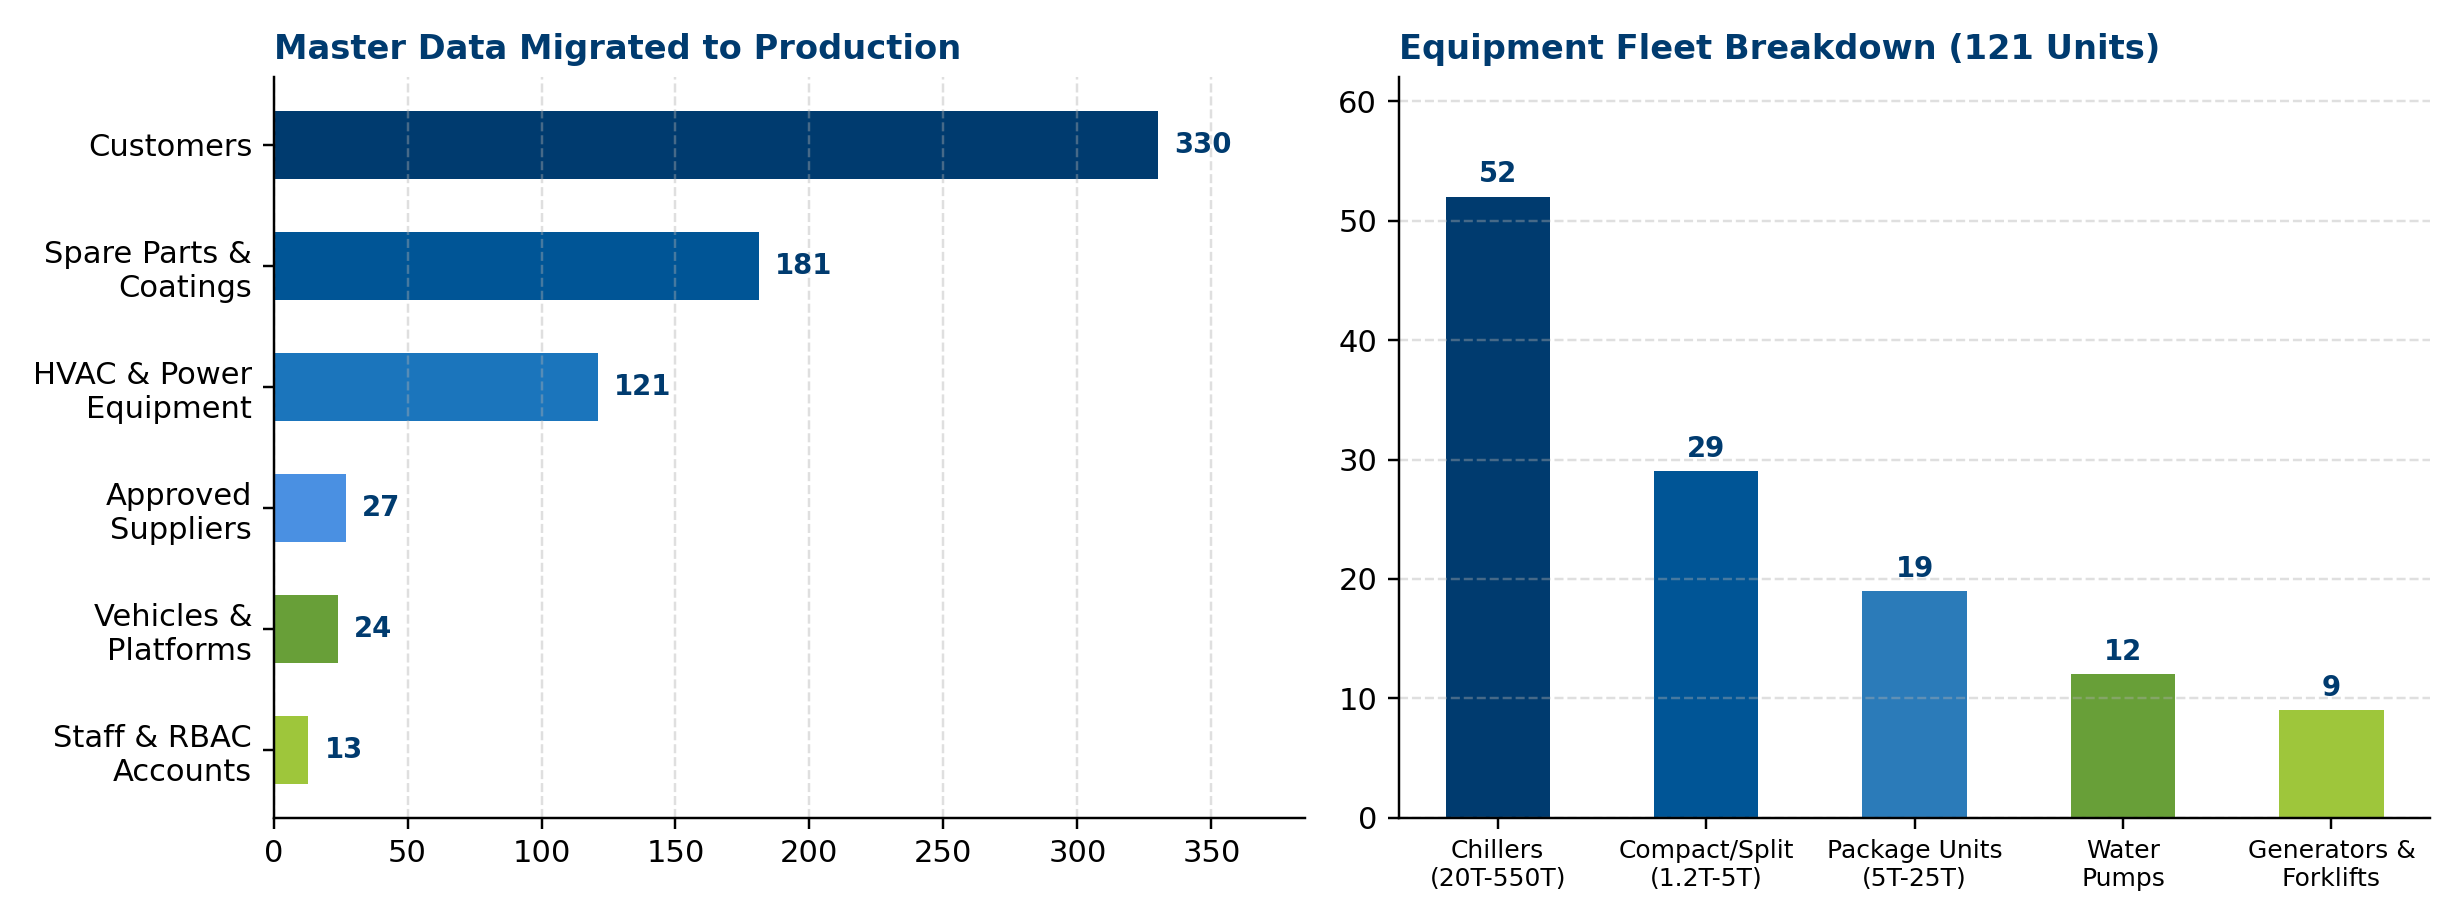 Master Data Migrated to Production
Customers
330
Spare Parts &
Coatings
181
HVAC & Power
Equipment
121
Approved
Suppliers
27
Vehicles &
Platforms
24
Staff & RBAC
Accounts
13
0 50 100 150 200 250 300 350
Equipment Fleet Breakdown (121 Units)
60
50
40
30
20
10
0
52
29
19
12
9
Chillers
(20T-550T)
Compact/Split
(1.2T-5T)
Package Units
(5T-25T)
Water
Pumps
Generators &
Forklifts